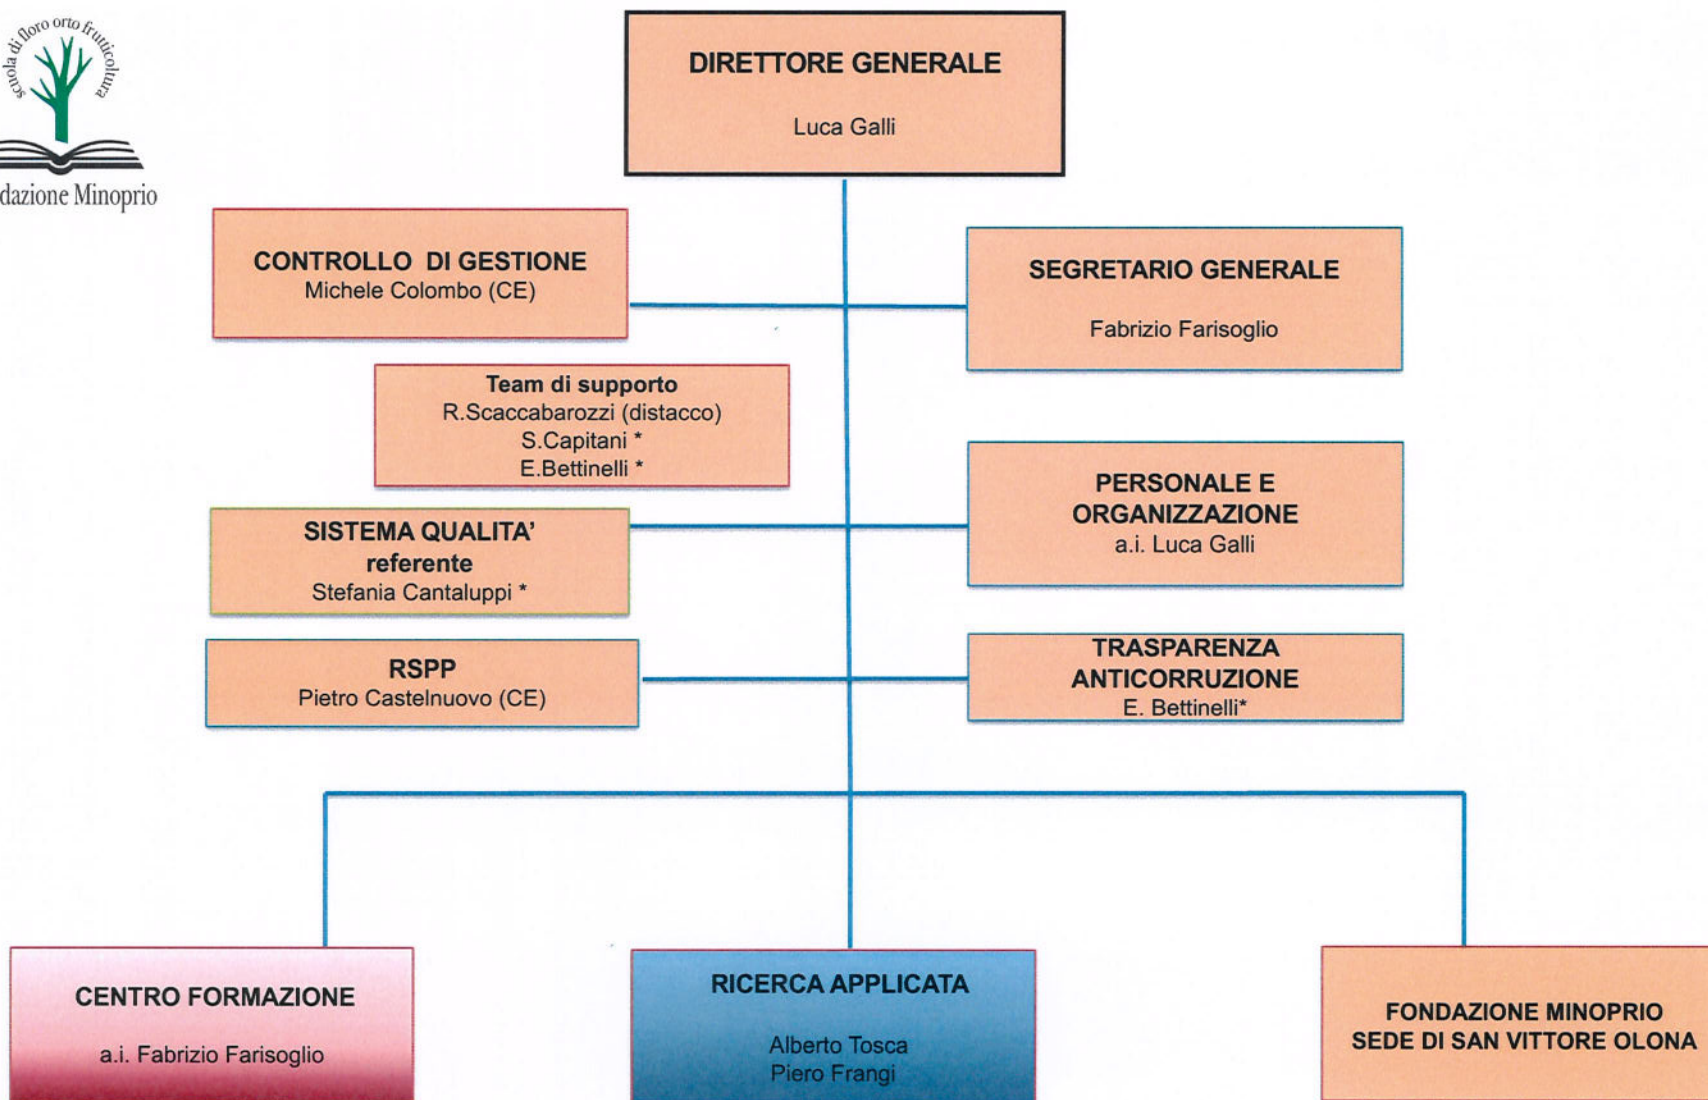 scuola di floro orto frutticoltura
dazione Minoprio
DIRETTORE GENERALE
Luca Galli
CONTROLLO DI GESTIONE
Michele Colombo (CE)
SEGRETARIO GENERALE
Fabrizio Farisoglio
Team di supporto
R.Scaccabarozzi (distacco)
S.Capitani *
E.Bettinelli *
PERSONALE E
ORGANIZZAZIONE
a.i. Luca Galli
SISTEMA QUALITA'
referente
Stefania Cantaluppi *
RSPP
Pietro Castelnuovo (CE)
TRASPARENZA
ANTICORRUZIONE
E. Bettinelli*
CENTRO FORMAZIONE
a.i. Fabrizio Farisoglio
RICERCA APPLICATA
Alberto Tosca
Piero Frangi
FONDAZIONE MINOPRIO
SEDE DI SAN VITTORE OLONA